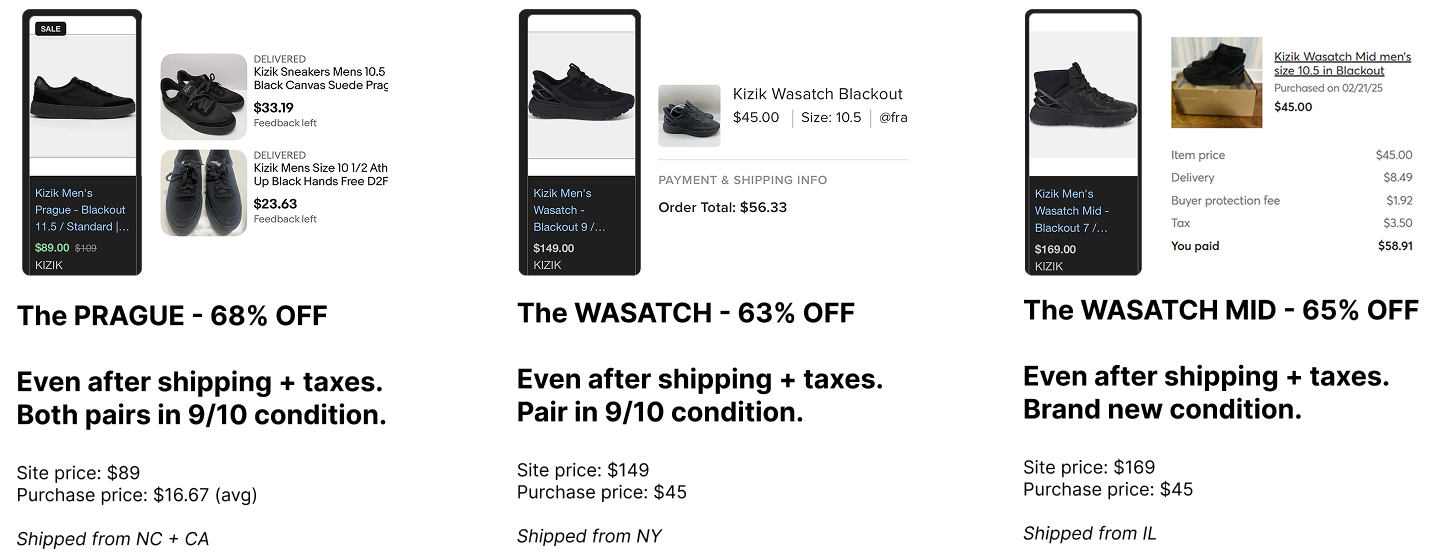 SALE
Kizik Men's
Prague - Blackout
11.5 / Standard |...
$89.00 $109
KIZIK
DELIVERED
Kizik Sneakers Mens 10.5
Black Canvas Suede Prag
$33.19
Feedback left
DELIVERED
Kizik Mens Size 10 1/2 Ath
Up Black Hands Free D2F
$23.63
Feedback left
The PRAGUE - 68% OFF
Even after shipping + taxes.
Both pairs in 9/10 condition.
Site price: $89
Purchase price: $16.67 (avg)
Shipped from NC + CA
Kizik Men's
Wasatch -
Blackout 9 /...
$149.00
KIZIK
Kizik Wasatch Blackout
$45.00 | Size: 10.5 | @fra
PAYMENT & SHIPPING INFO
Order Total: $56.33
The WASATCH - 63% OFF
Even after shipping + taxes.
Pair in 9/10 condition.
Site price: $149
Purchase price: $45
Shipped from NY
Kizik Men's
Wasatch Mid -
Blackout 7 /...
$169.00
KIZIK
Kizik Wasatch Mid men's
size 10.5 in Blackout
Purchased on 02/21/25
$45.00
Item price $45.00
Delivery $8.49
Buyer protection fee $1.92
Tax $3.50
You paid $58.91
The WASATCH MID - 65% OFF
Even after shipping + taxes.
Brand new condition.
Site price: $169
Purchase price: $45
Shipped from IL